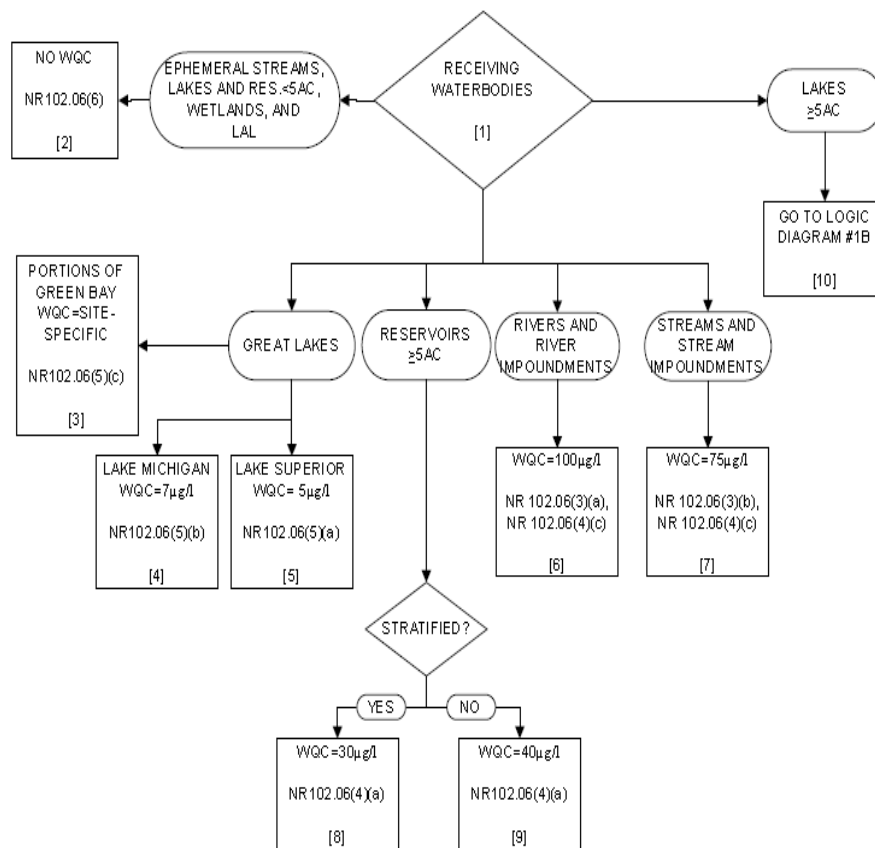 NO WQC
NR102.06(6)
[2]
EPHEMERAL STREAMS,
LAKES AND RES.<5AC,
WETLANDS, AND
LAL
RECEIVING
WATERBODIES
[1]
LAKES
≥5AC
GO TO LOGIC
DIAGRAM #1B
[10]
PORTIONS OF
GREEN BAY
WQC=SITE-
SPECIFIC
NR102.06(5)(c)
[3]
GREAT LAKES
RESERVOIRS
≥5AC
RIVERS AND
RIVER
IMPOUNDMENTS
STREAMS AND
STREAM
IMPOUNDMENTS
LAKE MICHIGAN
WQC=7µg/l
NR102.06(5)(b)
[4]
LAKE SUPERIOR
WQC= 5µg/l
NR102.06(5)(a)
[5]
WQC=100µg/l
NR 102.06(3)(a),
NR 102.06(4)(c)
[6]
WQC=75µg/l
NR 102.06(3)(b),
NR 102.06(4)(c)
[7]
STRATIFIED?
YES
NO
WQC=30µg/l
NR102.06(4)(a)
[8]
WQC=40µg/l
NR102.06(4)(a)
[9]